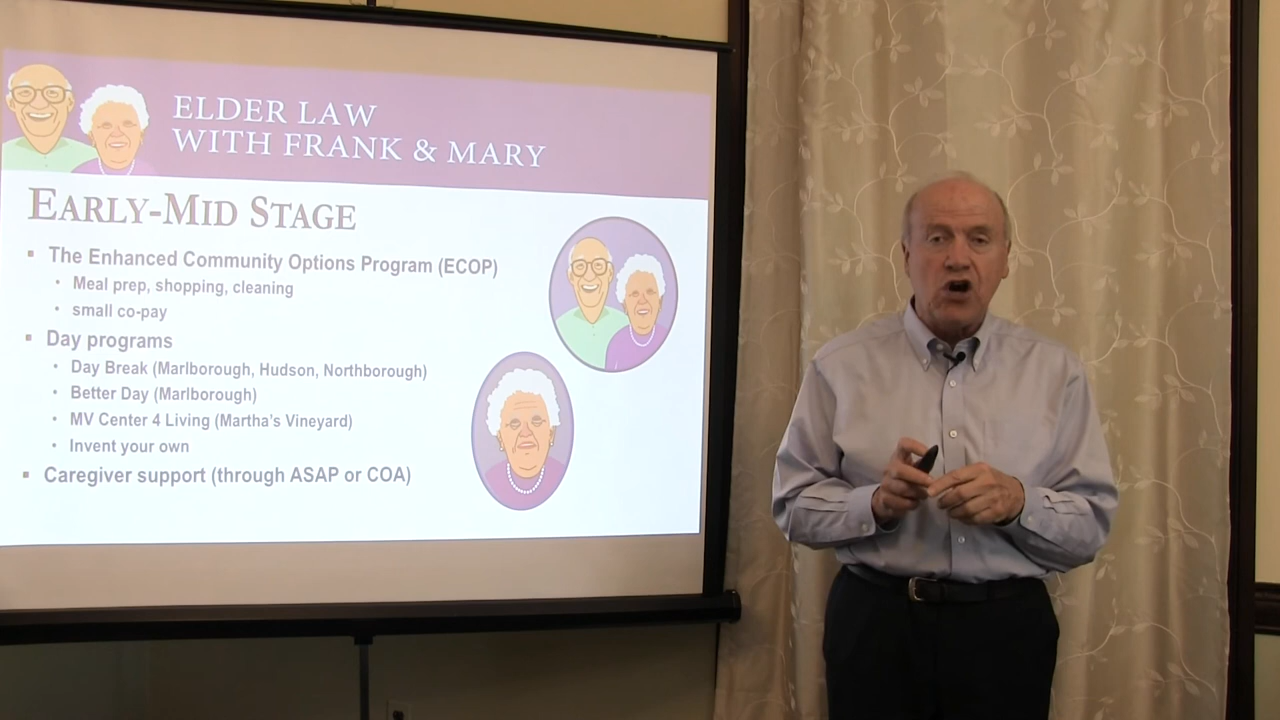 ELDER LAW
WITH FRANK & MARY
EARLY-MID STAGE
▪ The Enhanced Community Options Program (ECOP)
• Meal prep, shopping, cleaning
• small co-pay
▪ Day programs
• Day Break (Marlborough, Hudson, Northborough)
• Better Day (Marlborough)
• MV Center 4 Living (Martha's Vineyard)
• Invent your own
▪ Caregiver support (through ASAP or COA)